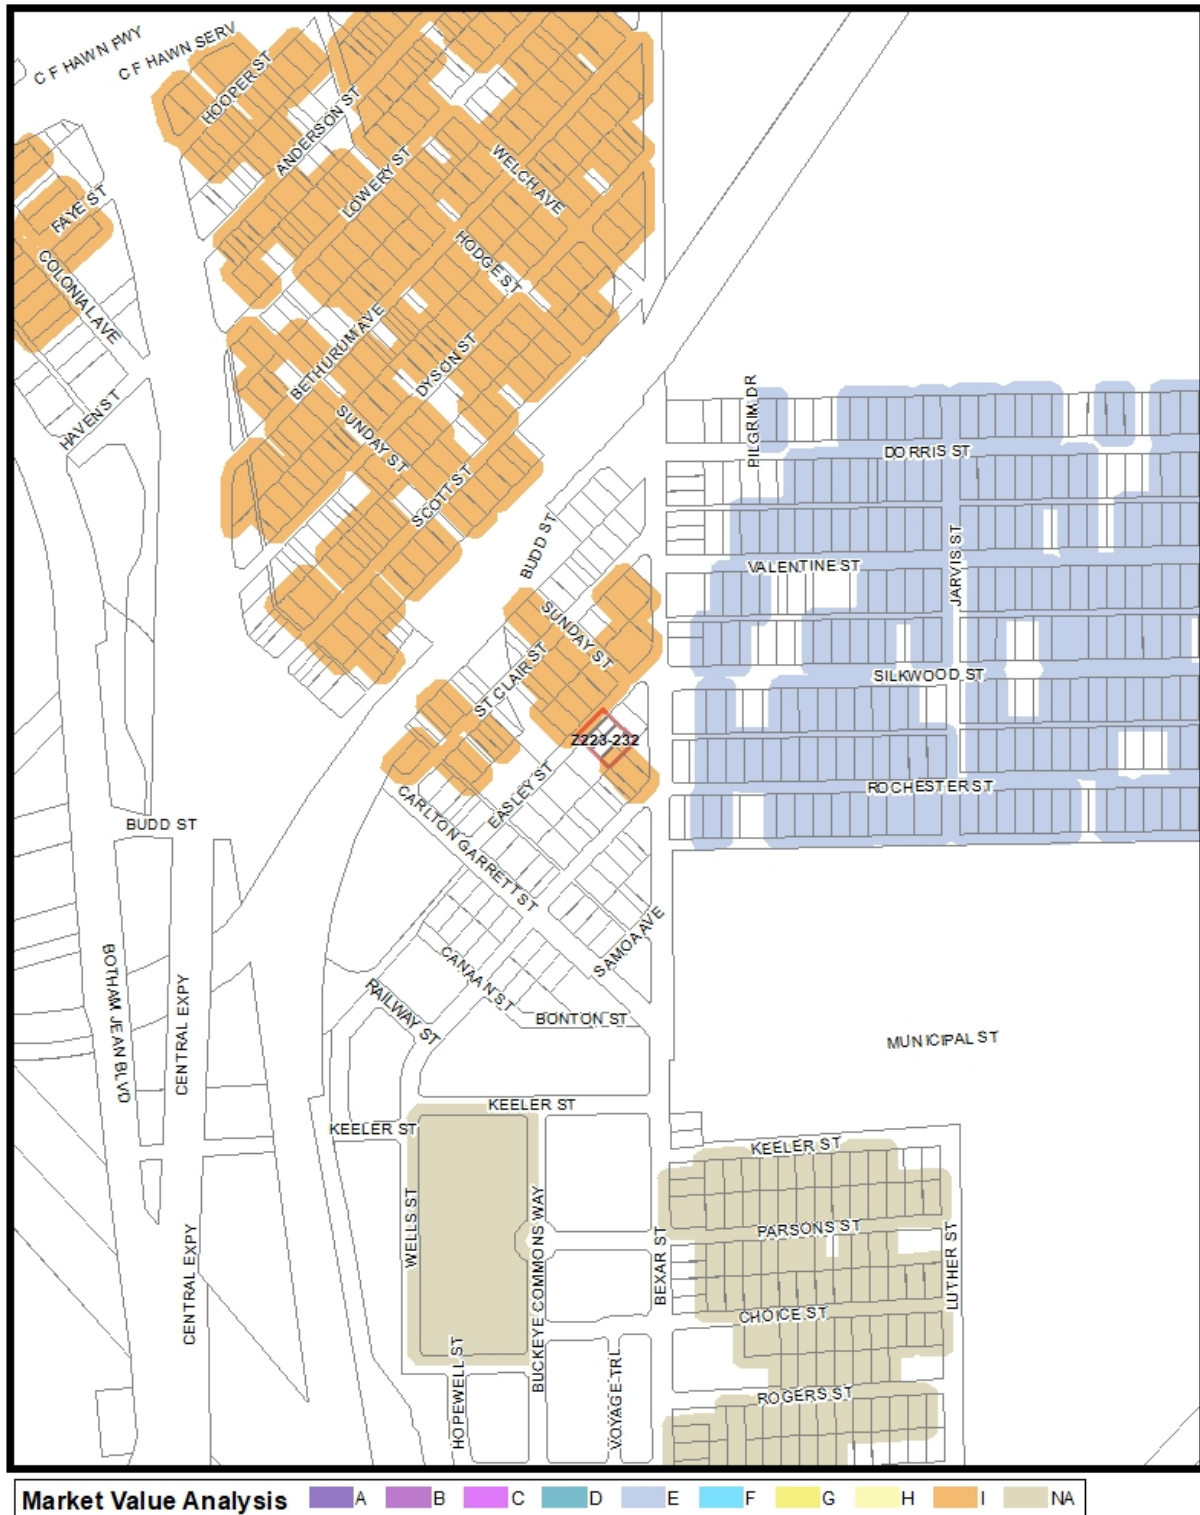 C F HAWN FWY
C F HAWN SERV
HOOPER ST
ANDERSON ST
LOWERY ST
WELCH AVE
FAYE ST
HODGE ST
COLONIAL AVE
BETHURUM AVE
DYSON ST
PILGRIM DR
HAVEN ST
SUNDAY ST
DORRIS ST
SCOTT ST
BUDD ST
JARVIS ST
VALENTINE ST
SUNDAY ST
ST CLAIR ST
SILKWOOD ST
Z223-232
EASLEY ST
ROCHESTER ST
CARLTON GARRETT ST
BUDD ST
SAMOA AVE
BOTHAM JEAN BLVD
CENTRAL EXPY
CANAAN ST
RAILWAY ST
BONTON ST
MUNICIPAL ST
KEELER ST
KEELER ST
KEELER ST
WELLS ST
BUCKEYE COMMONS WAY
PARSONS ST
BEXAR ST
LUTHER ST
CENTRAL EXPY
CHOICE ST
HOPEWELL ST
VOYAGE TRL
ROGERS ST
Market Value Analysis A B C D E F G H I NA